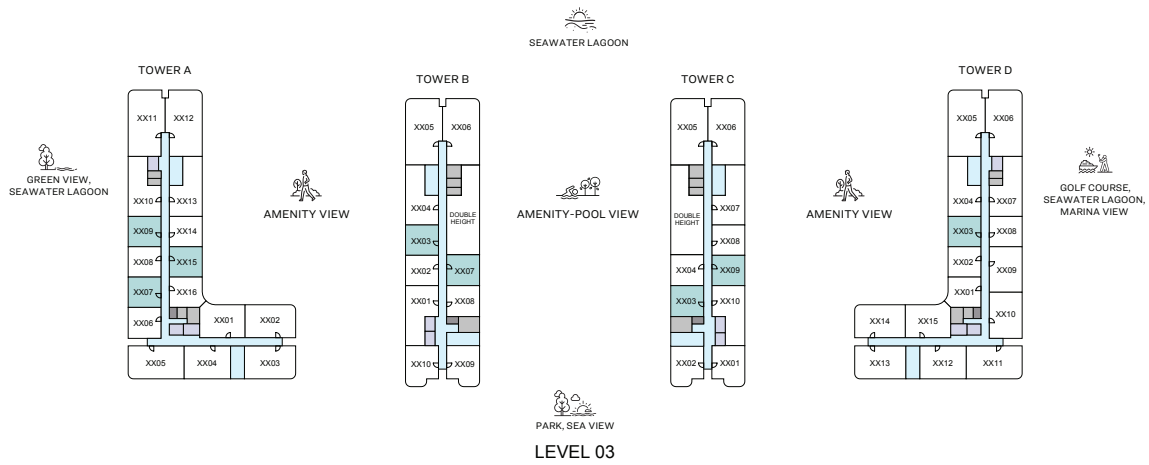 SEAWATER LAGOON
TOWER A
TOWER B
TOWER C
TOWER D
XX11
XX12
XX10
XX13
XX09
XX14
XX08
XX15
XX07
XX16
XX06
XX01
XX02
XX05
XX04
XX03
XX05
XX06
XX04
DOUBLE
HEIGHT
XX03
XX02
XX07
XX01
XX08
XX10
XX09
XX05
XX06
XX07
DOUBLE
HEIGHT
XX08
XX04
XX09
XX03
XX10
XX02
XX01
XX05
XX06
XX04
XX07
XX03
XX08
XX02
XX09
XX01
XX10
XX14
XX15
XX13
XX12
XX11
GREEN VIEW,
SEAWATER LAGOON
AMENITY VIEW
AMENITY-POOL VIEW
AMENITY VIEW
GOLF COURSE,
SEAWATER LAGOON,
MARINA VIEW
PARK, SEA VIEW
LEVEL 03